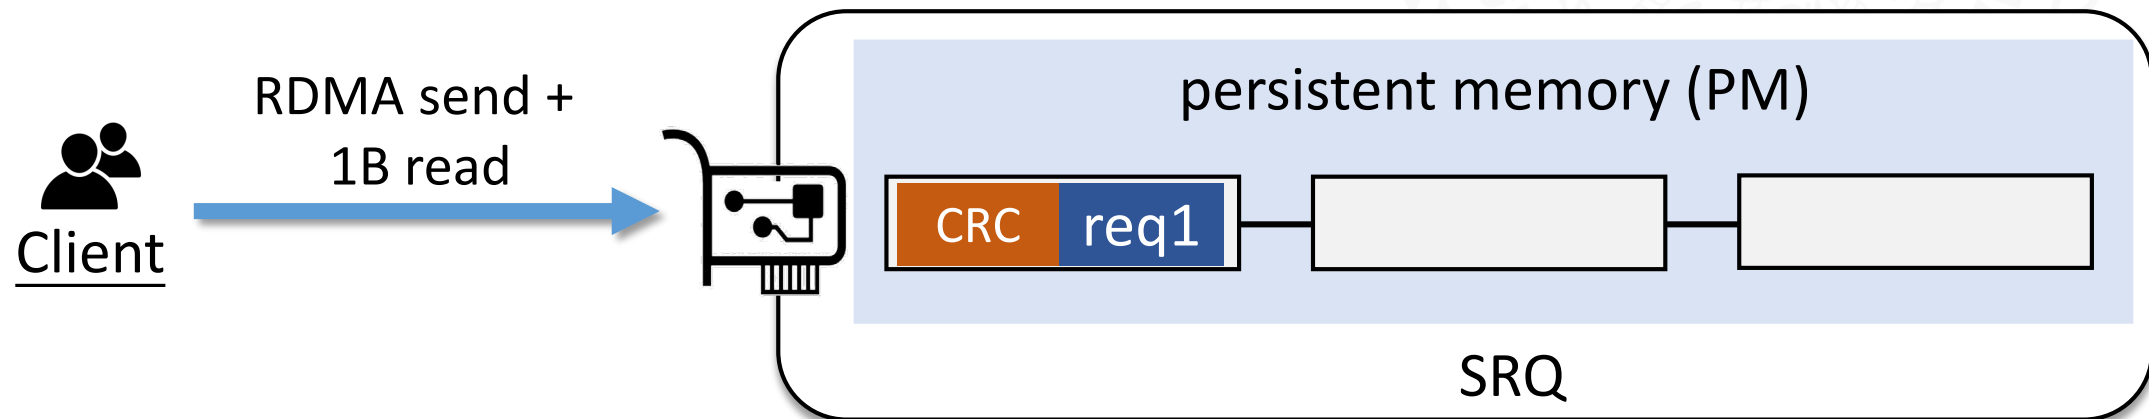 RDMA send +
1B read
Client
persistent memory (PM)
CRC
req1
SRQ